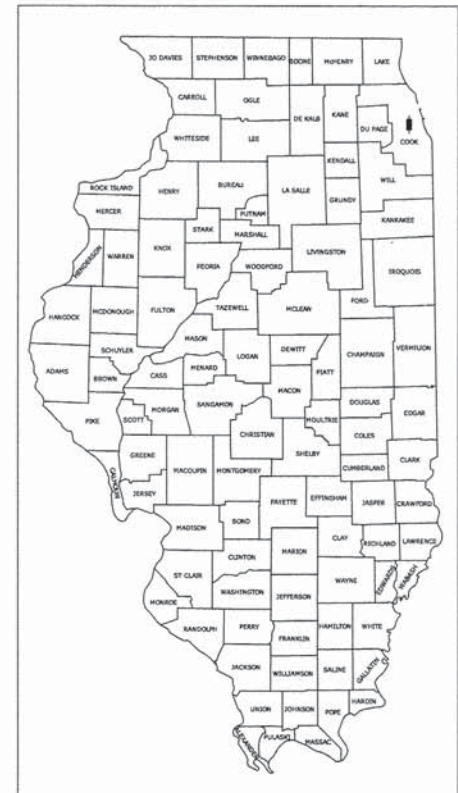 JO DAVIES
STEPHENSON
WINNEBAGO
BOONE
McHENRY
LAKE
CARROLL
OGLE
DE KALB
KANE
DU PAGE
COOK
WHITESIDE
LEE
KENDALL
WILL
ROCK ISLAND
HENRY
BUREAU
LA SALLE
GRUNDY
MERCER
PUTNAM
KANKAKEE
STARK
MARSHALL
HENDERSON
WARREN
KNOX
PEORIA
WOODFORD
LIVINGSTON
IROQUOIS
HANCOCK
MCDONOUGH
FULTON
TAZEWELL
MCLEAN
FORD
SCHUYLER
MASON
LOGAN
DEWITT
CHAMPAIGN
VERMILION
ADAMS
BROWN
CASS
MENARD
PIATT
MACON
PIKE
SCOTT
MORGAN
SANGAMON
MOULTRIE
DOUGLAS
EDGAR
CHRISTIAN
COLES
GREENE
MACOUPIN
MONTGOMERY
SHELBY
CUMBERLAND
CLARK
CALHOUN
JERSEY
FAYETTE
EFFINGHAM
JASPER
CRAWFORD
MADISON
BOND
CLAY
RICHLAND
LAWRENCE
CLINTON
MARION
ST CLAIR
WAYNE
EDWARDS
WABASH
WASHINGTON
JEFFERSON
MONROE
RANDOLPH
PERRY
HAMILTON
WHITE
FRANKLIN
JACKSON
WILLIAMSON
SALINE
GALLATIN
UNION
JOHNSON
POPE
HARDIN
ALEXANDER
PULASKI
MASSAC